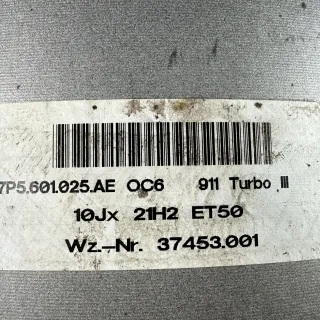 7P5.601.025.AE OC6 911 Turbo III
10Jx 21H2 ET50
Wz.-Nr. 37453.001